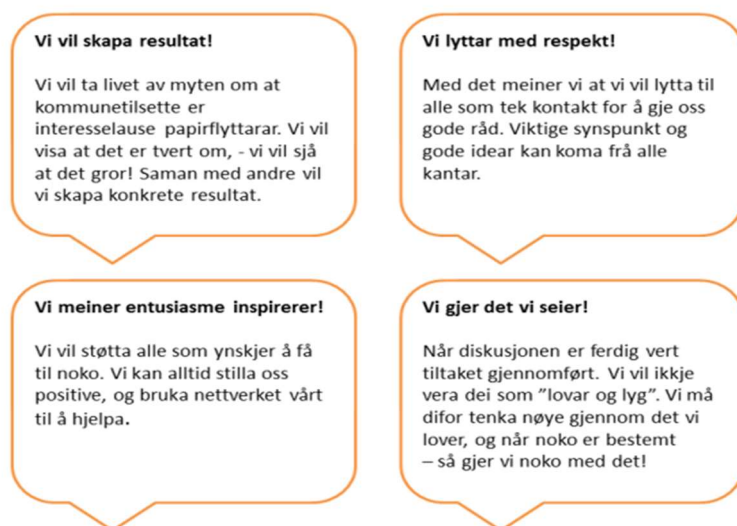 Vi vil skapa resultat!
Vi vil ta livet av myten om at
kommunetilsette er
interesselause papirflyttarar. Vi vil
visa at det er tvert om, - vi vil sjå
at det gror! Saman med andre vil
vi skapa konkrete resultat.
Vi lyttar med respekt!
Med det meiner vi at vi vil lytta til
alle som tek kontakt for å gje oss
gode råd. Viktige synspunkt og
gode idear kan koma frå alle
kantar.
Vi meiner entusiasme inspirerer!
Vi vil støtta alle som ynskjer å få
til noko. Vi kan alltid stilla oss
positive, og bruka nettverket vårt
til å hjelpa.
Vi gjer det vi seier!
Når diskusjonen er ferdig vert
tiltaket gjennomført. Vi vil ikkje
vera dei som ”lovar og lyg”. Vi må
difor tenka nøye gjennom det vi
lover, og når noko er bestemt
– så gjer vi noko med det!